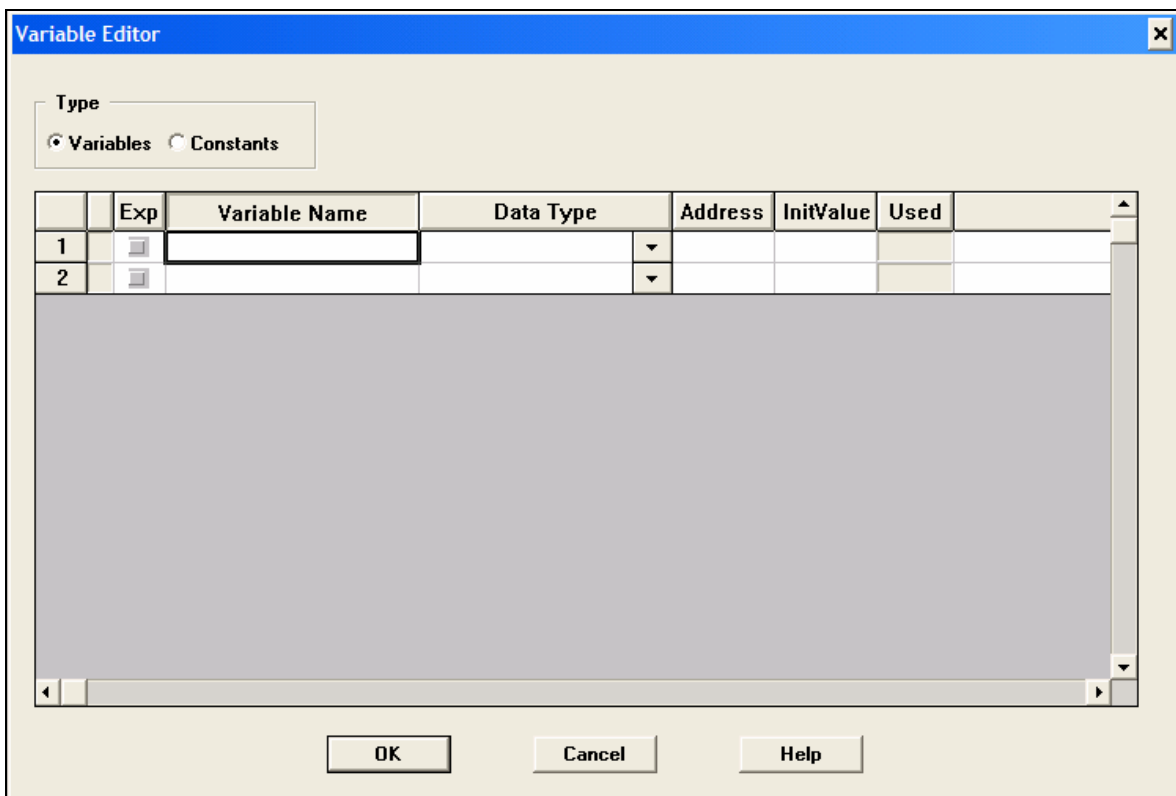 Variable Editor
Type
Variables Constants
Exp Variable Name Data Type Address InitValue Used
1
2
OK Cancel Help